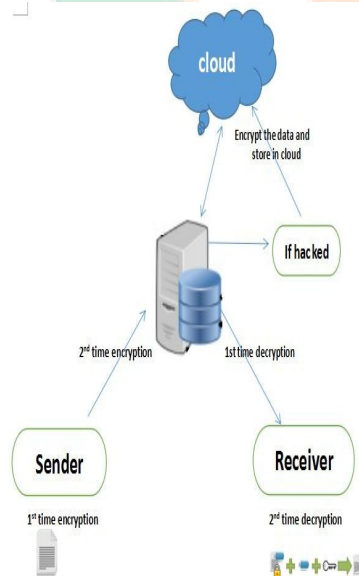 cloud
Encrypt the data and
store in cloud
If hacked
2nd time encryption
1st time decryption
Sender
Receiver
1st time encryption
2nd time decryption